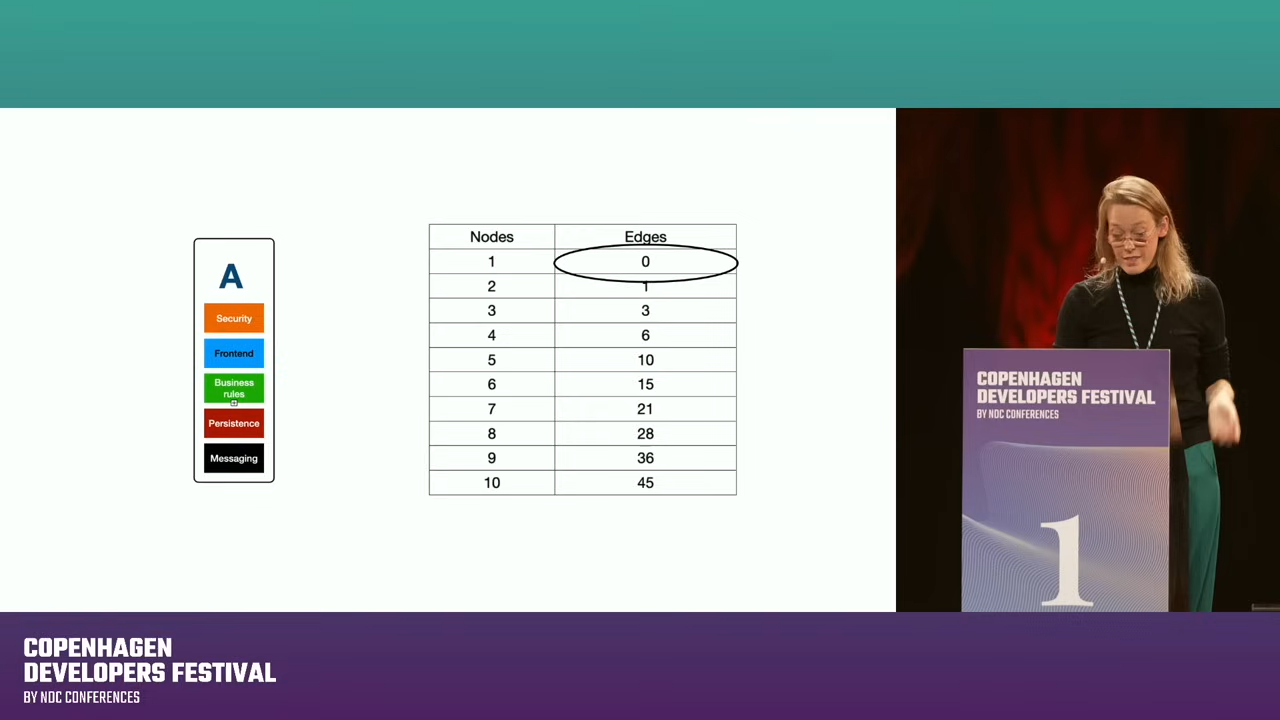 A
Security
Frontend
Business
rules
Persistence
Messaging
Nodes Edges
1 0
2 1
3 3
4 6
5 10
6 15
7 21
8 28
9 36
10 45
COPENHAGEN
DEVELOPERS FESTIVAL
BY NDC CONFERENCES
1
COPENHAGEN
DEVELOPERS FESTIVAL
BY NDC CONFERENCES